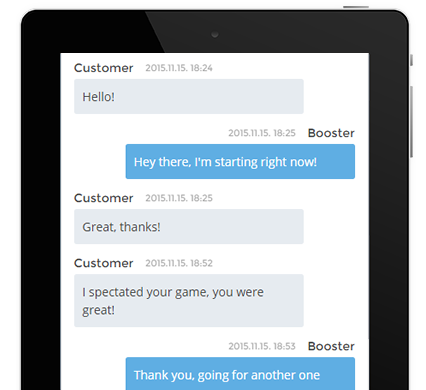 Customer 2015.11.15. 18:24
Hello!
2015.11.15. 18:25 Booster
Hey there, I'm starting right now!
Customer 2015.11.15. 18:25
Great, thanks!
Customer 2015.11.15. 18:52
I spectated your game, you were
great!
2015.11.15. 18:53 Booster
Thank you, going for another one